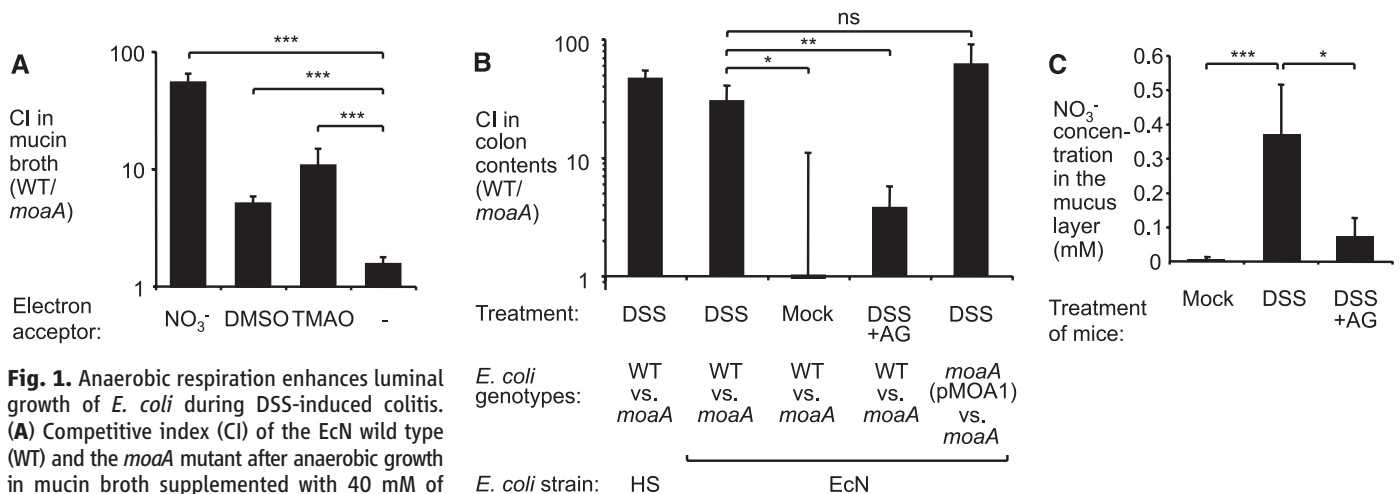 A
CI in
mucin
broth
(WT/
moaA)
100
10
1
***
***
***
Electron
acceptor:
NO₃⁻ DMSO TMAO -
Fig. 1. Anaerobic respiration enhances luminal
growth of E. coli during DSS-induced colitis.
(A) Competitive index (CI) of the EcN wild type
(WT) and the moaA mutant after anaerobic growth
in mucin broth supplemented with 40 mM of
B
CI in
colon
contents
(WT/
moaA)
100
10
1
ns
**
*
Treatment: DSS DSS Mock DSS +AG DSS
E. coli
genotypes:
WT
vs.
moaA
WT
vs.
moaA
WT
vs.
moaA
WT
vs.
moaA
moaA
(pMOA1)
vs.
moaA
E. coli strain: HS EcN
C
NO₃⁻
concen-
tration
in the
mucus
layer
(mM)
0.6
0.5
0.4
0.3
0.2
0.1
0
*** *
Treatment
of mice:
Mock DSS DSS
+AG